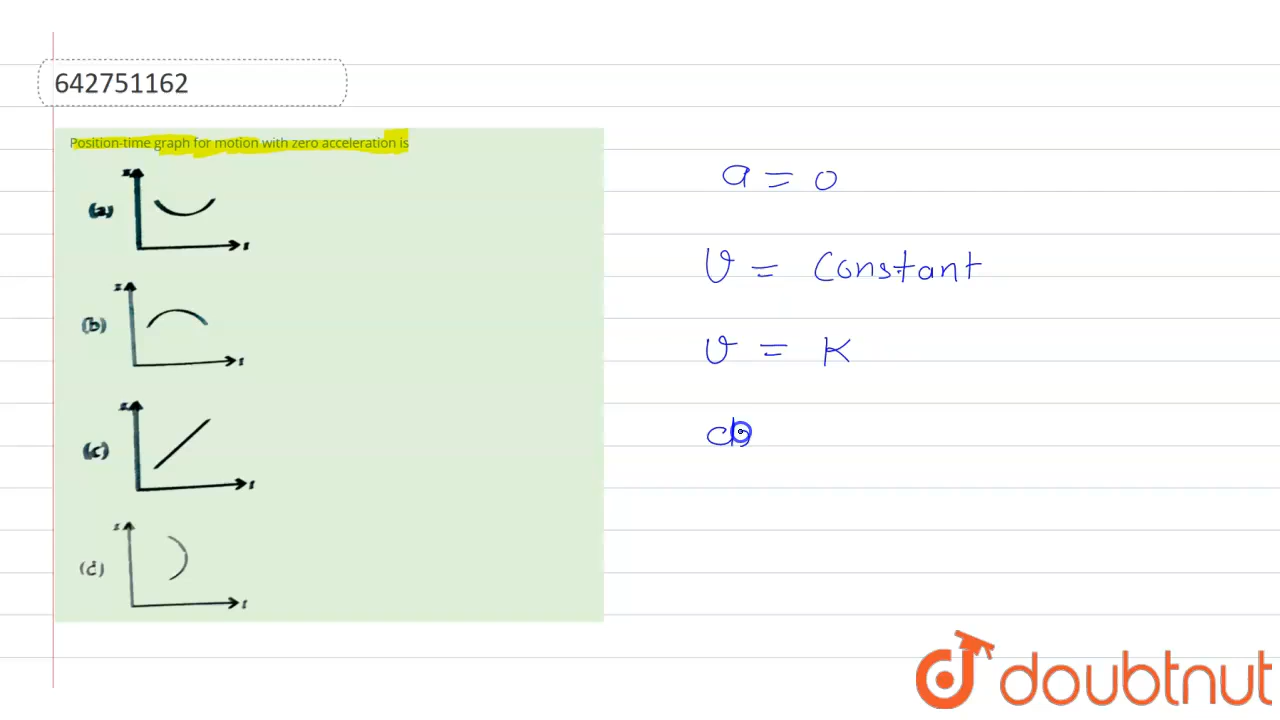 642751162
Position-time graph for motion with zero acceleration is
(a)
t
(b)
t
(c)
t
(d)
t
a = 0
v = Constant
v = K
doubtnut